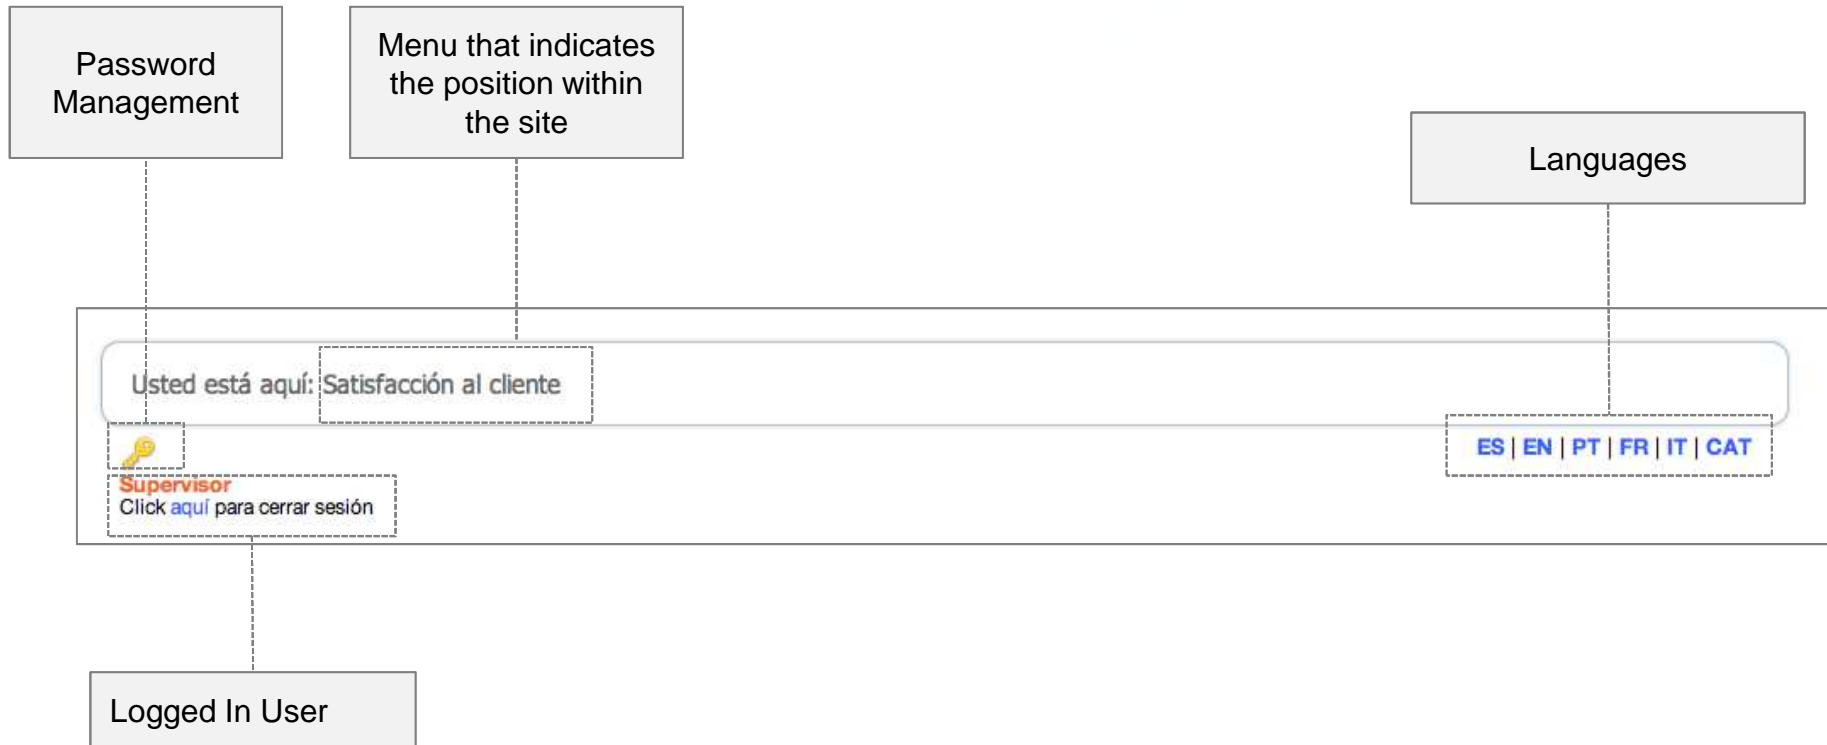 Password
Management
Menu that indicates
the position within
the site
Languages
Usted está aquí: Satisfacción al cliente
ES | EN | PT | FR | IT | CAT
Supervisor
Click aquí para cerrar sesión
Logged In User